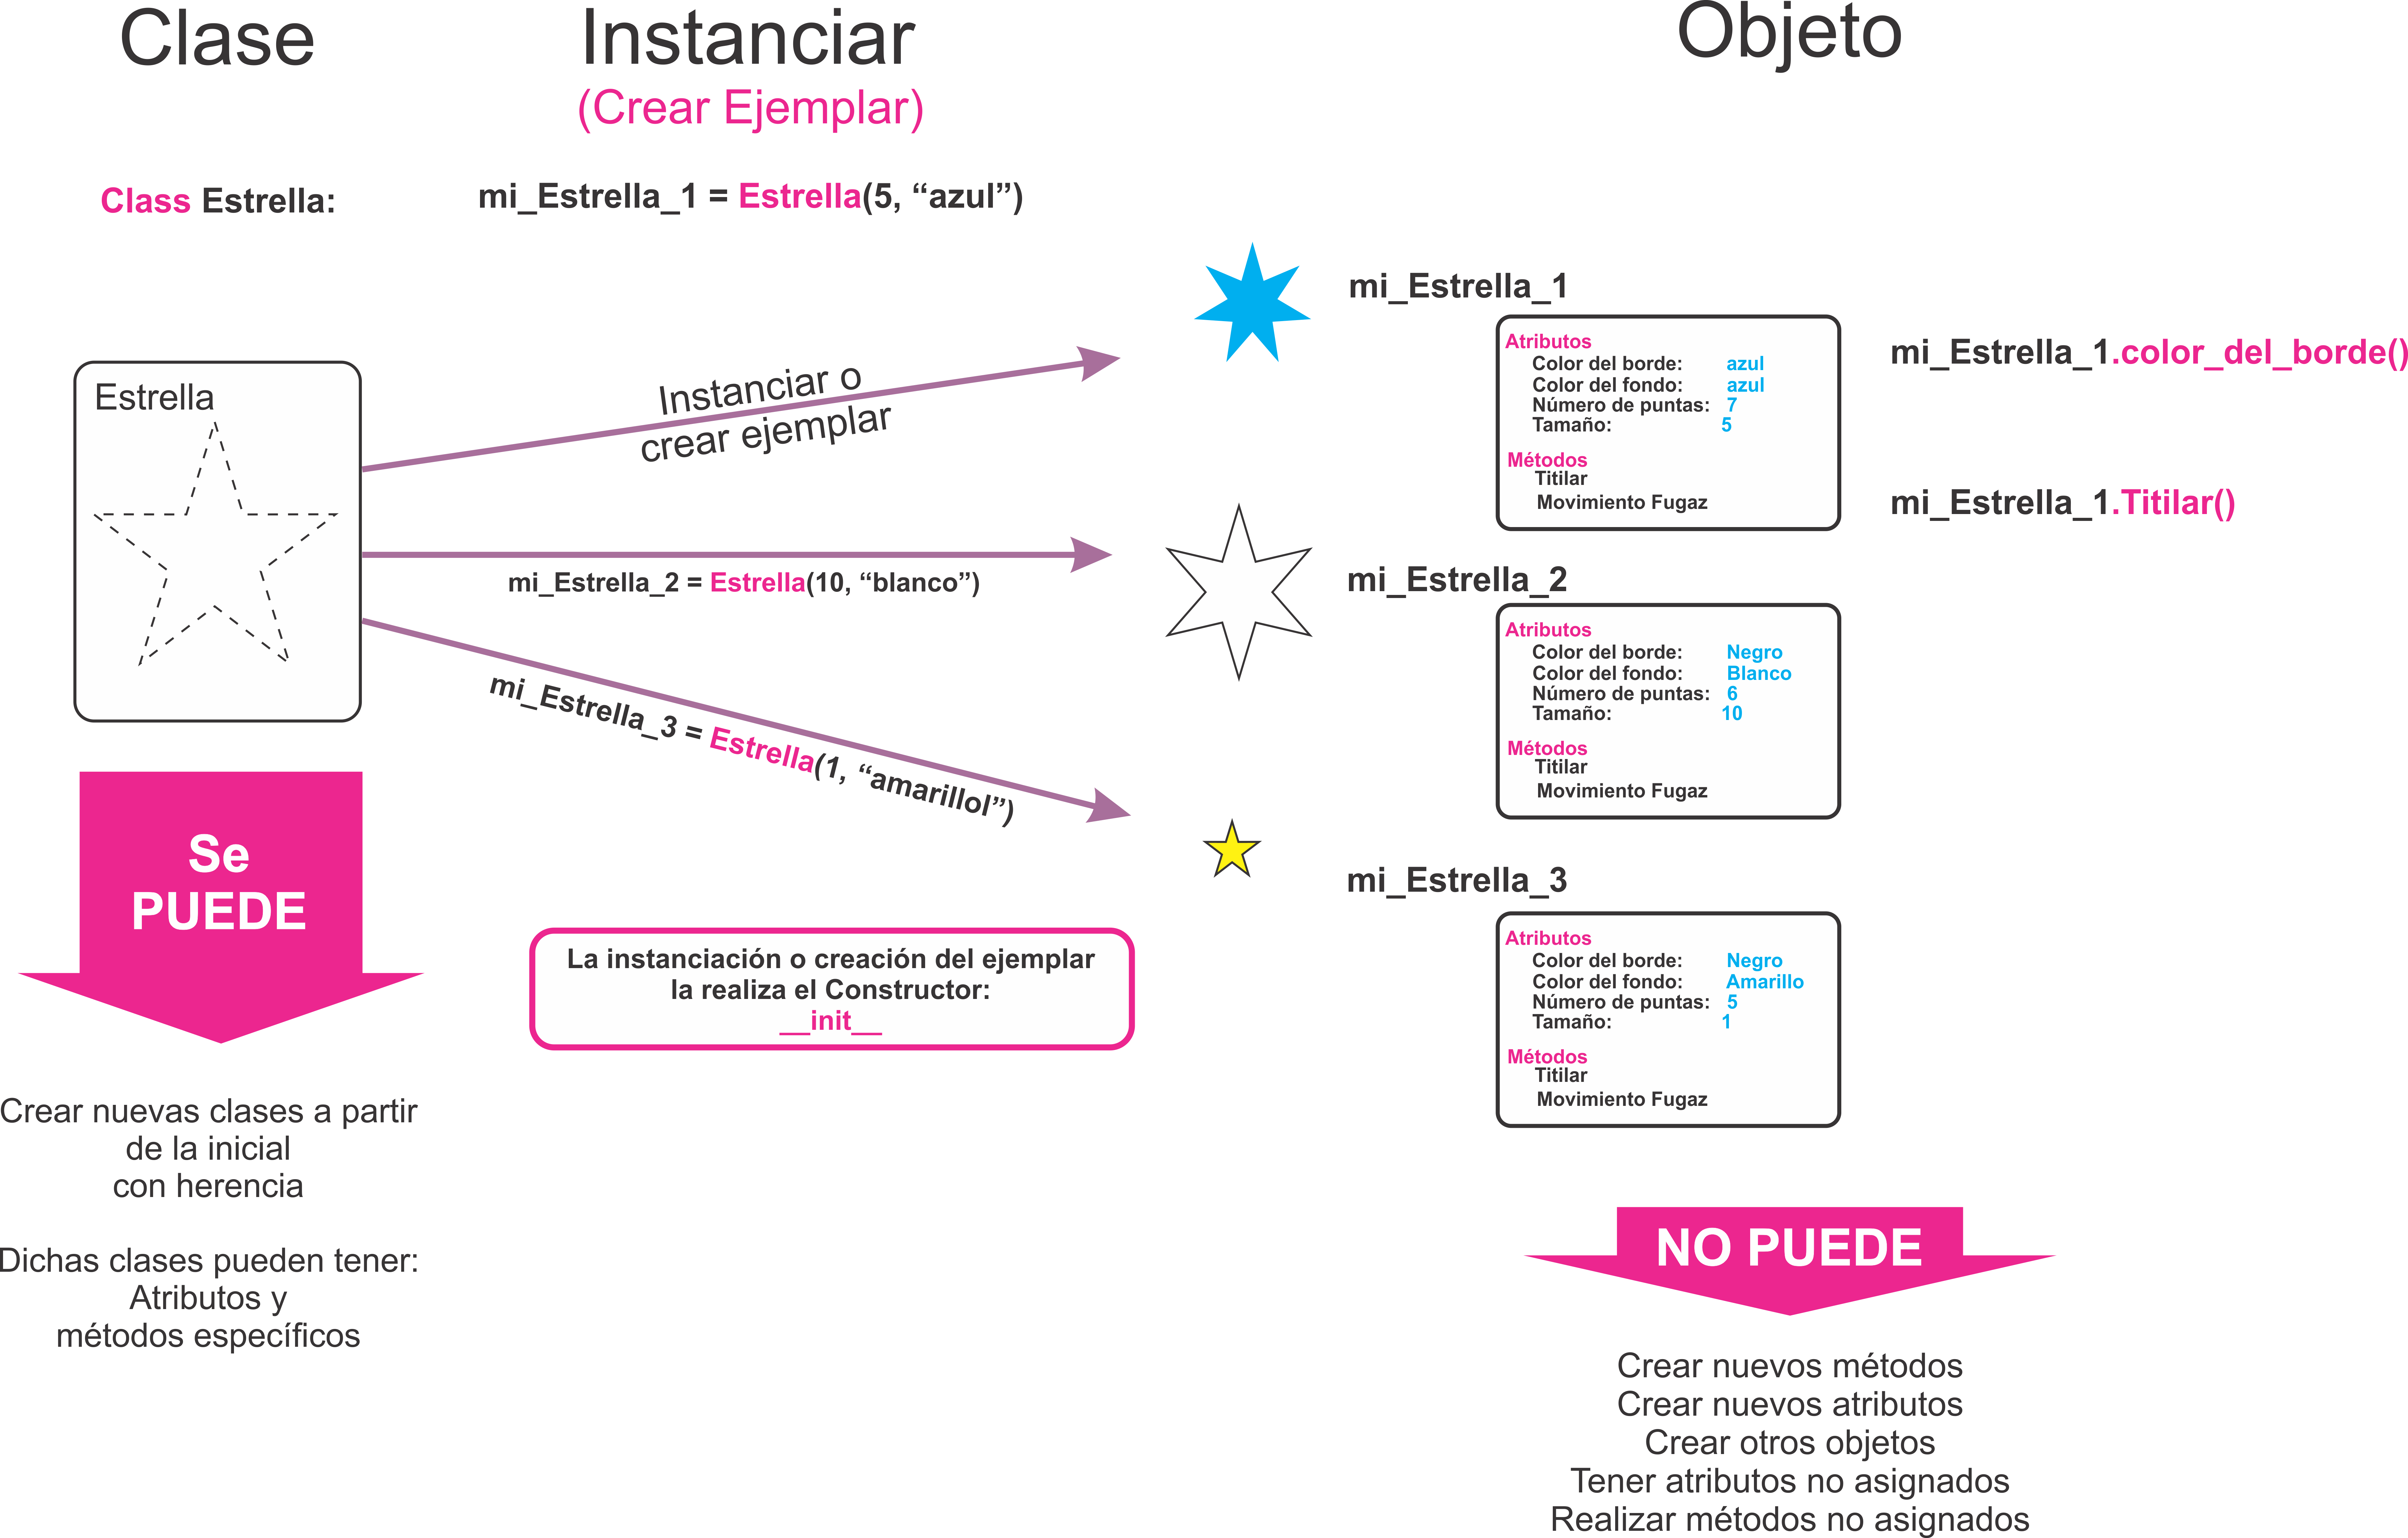 Clase
Instanciar
(Crear Ejemplar)
Objeto
Class Estrella:
mi_Estrella_1 = Estrella(5, “azul”)
Estrella
Instanciar o
crear ejemplar
mi_Estrella_2 = Estrella(10, “blanco”)
mi_Estrella_3 = Estrella(1, “amarillol”)
Se
PUEDE
Crear nuevas clases a partir
de la inicial
con herencia
Dichas clases pueden tener:
Atributos y
métodos específicos
La instanciación o creación del ejemplar
la realiza el Constructor:
__init__
mi_Estrella_1
Atributos
Color del borde: azul
Color del fondo: azul
Número de puntas: 7
Tamaño: 5
Métodos
Titilar
Movimiento Fugaz
mi_Estrella_1.color_del_borde()
mi_Estrella_1.Titilar()
mi_Estrella_2
Atributos
Color del borde: Negro
Color del fondo: Blanco
Número de puntas: 6
Tamaño: 10
Métodos
Titilar
Movimiento Fugaz
mi_Estrella_3
Atributos
Color del borde: Negro
Color del fondo: Amarillo
Número de puntas: 5
Tamaño: 1
Métodos
Titilar
Movimiento Fugaz
NO PUEDE
Crear nuevos métodos
Crear nuevos atributos
Crear otros objetos
Tener atributos no asignados
Realizar métodos no asignados